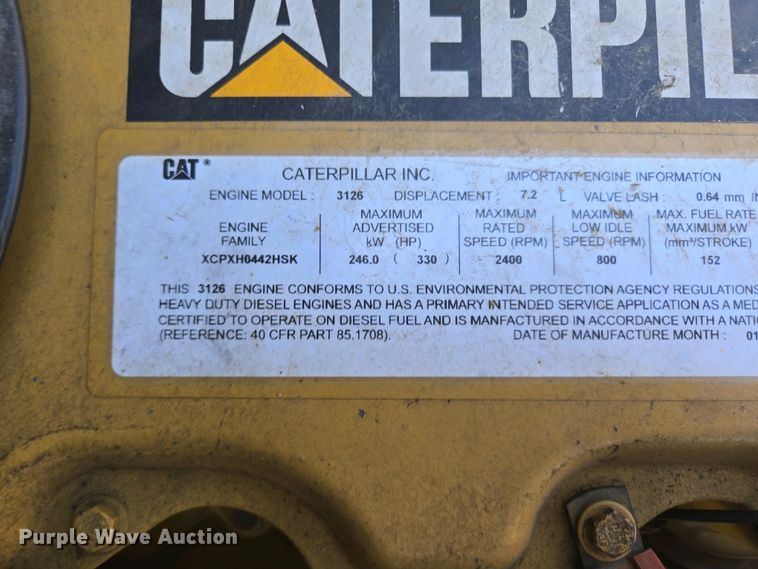 CATERPIL
CAT ® CATERPILLAR INC. IMPORTANT ENGINE INFORMATION
ENGINE MODEL : 3126 DISPLACEMENT : 7.2 L VALVE LASH : 0.64 mm IN
ENGINE FAMILY
XCPXH0442HSK
MAXIMUM ADVERTISED kW (HP)
246.0 ( 330 )
MAXIMUM RATED SPEED (RPM)
2400
MAXIMUM LOW IDLE SPEED (RPM)
800
MAX. FUEL RATE MAXIMUM kW (mm³/STROKE)
152
THIS 3126 ENGINE CONFORMS TO U.S. ENVIRONMENTAL PROTECTION AGENCY REGULATIONS
HEAVY DUTY DIESEL ENGINES AND HAS A PRIMARY INTENDED SERVICE APPLICATION AS A MED
CERTIFIED TO OPERATE ON DIESEL FUEL AND IS MANFACTURED IN ACCORDANCE WITH A NATI
(REFERENCE: 40 CFR PART 85.1708). DATE OF MANUFACTURE MONTH : 01
Purple Wave Auction